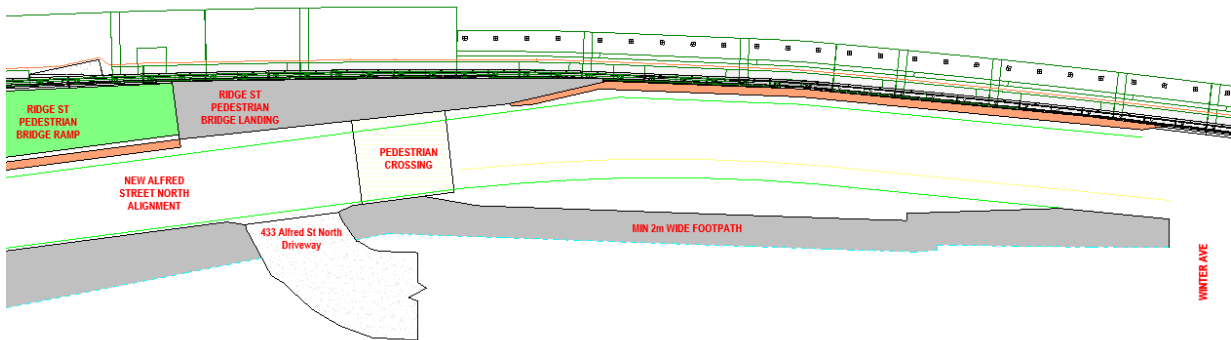 RIDGE ST
PEDESTRIAN
BRIDGE RAMP
RIDGE ST
PEDESTRIAN
BRIDGE LANDING
PEDESTRIAN
CROSSING
NEW ALFRED
STREET NORTH
ALIGNMENT
433 Alfred St North
Driveway
MIN 2m WIDE FOOTPATH
WINTER AVE